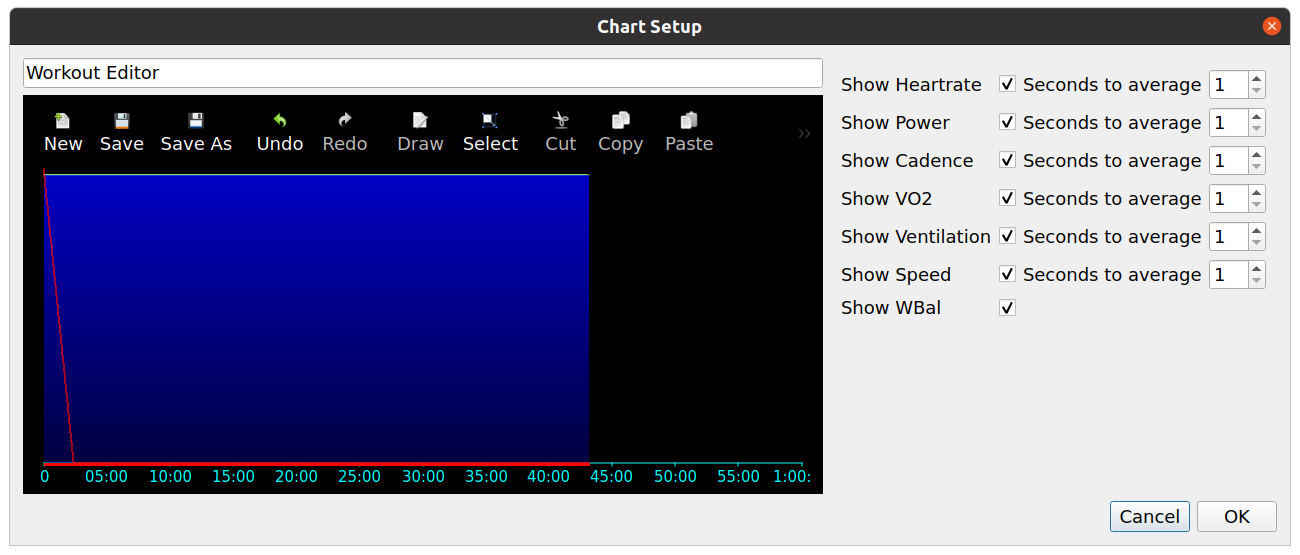 Chart Setup
Workout Editor
New Save Save As Undo Redo Draw Select Cut Copy Paste »
0 05:00 10:00 15:00 20:00 25:00 30:00 35:00 40:00 45:00 50:00 55:00 1:00:
Show Heartrate Seconds to average 1
Show Power Seconds to average 1
Show Cadence Seconds to average 1
Show VO2 Seconds to average 1
Show Ventilation Seconds to average 1
Show Speed Seconds to average 1
Show WBal
Cancel OK